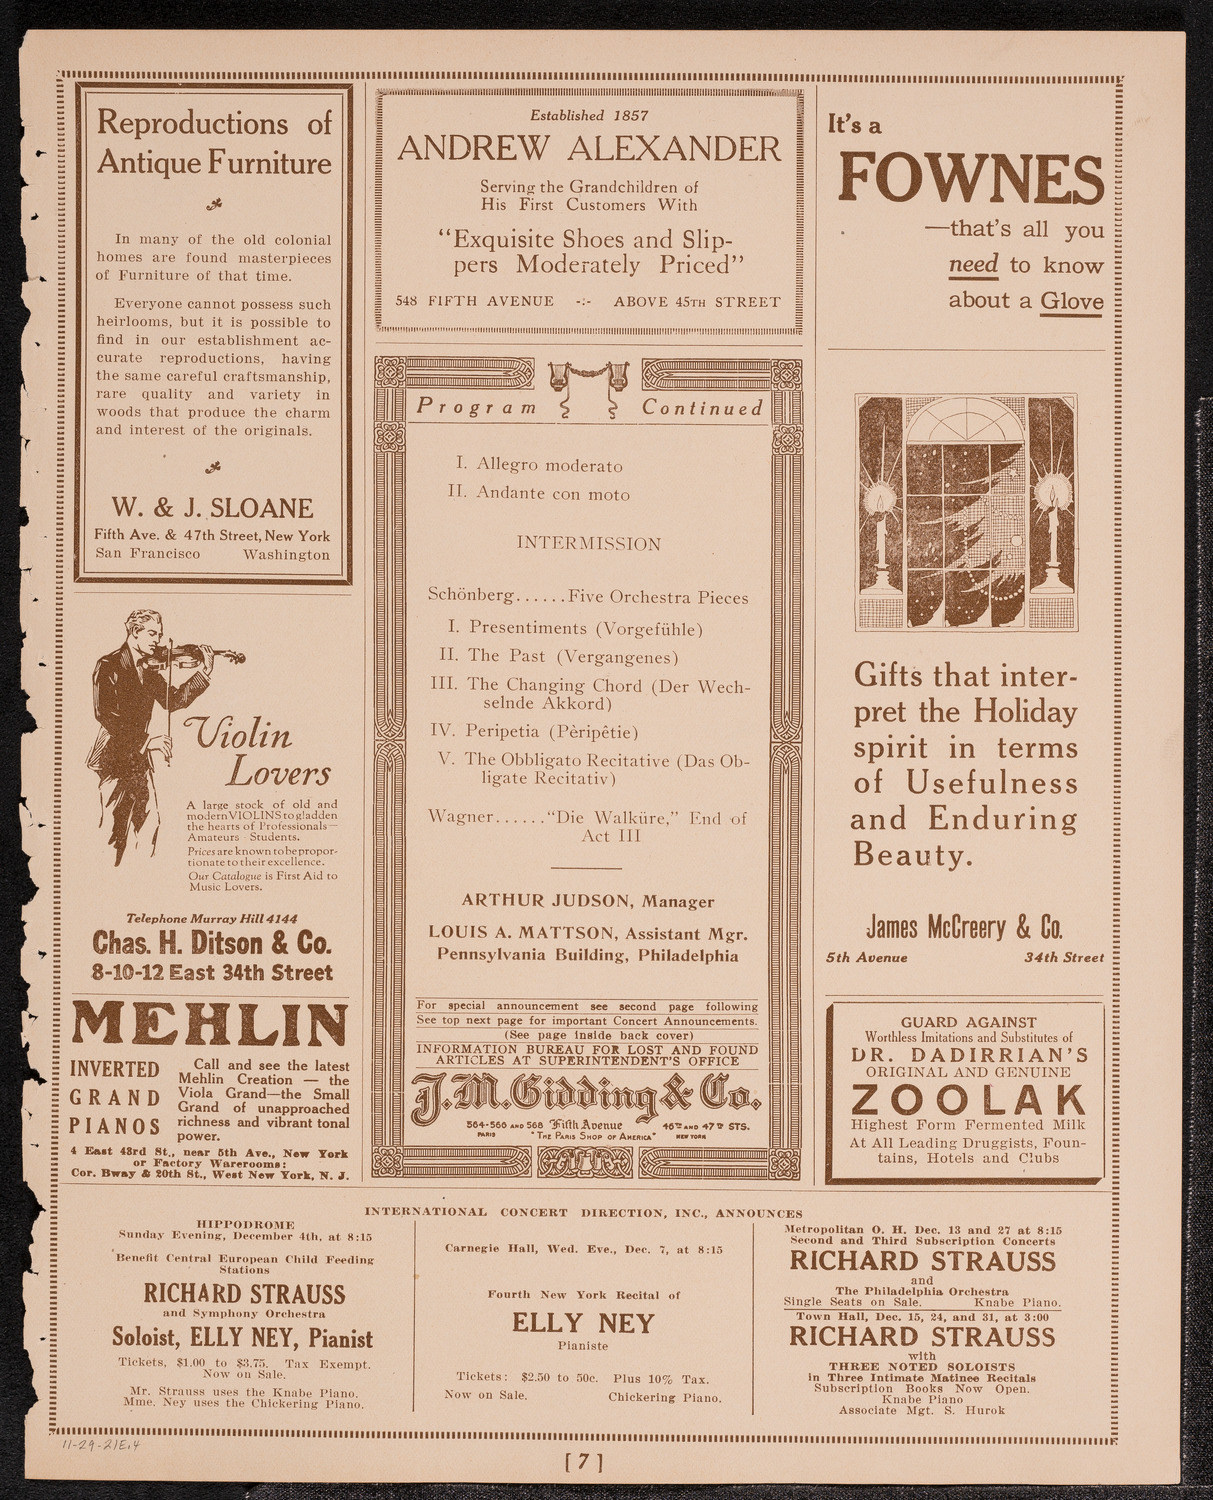 Reproductions of
Antique Furniture
In many of the old colonial
homes are found masterpieces
of Furniture of that time.
Everyone cannot possess such
heirlooms, but it is possible to
find in our establishment ac-
curate reproductions, having
the same careful craftsmanship,
rare quality and variety in
woods that produce the charm
and interest of the originals.
W. & J. SLOANE
Fifth Ave. & 47th Street, New York
San Francisco Washington
Violin
Lovers
A large stock of old and
modern VIOLINS to gladden
the hearts of Professionals—
Amateurs Students.
Prices are known to be propor-
tionate to their excellence.
Our Catalogue is First Aid to
Music Lovers.
Telephone Murray Hill 4144
Chas. H. Ditson & Co.
8-10-12 East 34th Street
MEHLIN
INVERTED
GRAND
PIANOS
Call and see the latest
Mehlin Creation — the
Viola Grand—the Small
Grand of unapproached
richness and vibrant tonal
power.
4 East 43rd St., near 5th Ave., New York
or Factory Warerooms:
Cor. Bway & 20th St., West New York, N. J.
Established 1857
ANDREW ALEXANDER
Serving the Grandchildren of
His First Customers With
"Exquisite Shoes and Slip-
pers Moderately Priced"
548 FIFTH AVENUE -:- ABOVE 45TH STREET
Program Continued
I. Allegro moderato
II. Andante con moto
INTERMISSION
Schönberg......Five Orchestra Pieces
I. Presentiments (Vorgefühle)
II. The Past (Vergangenes)
III. The Changing Chord (Der Wech-
selnde Akkord)
IV. Peripetia (Pèripêtie)
V. The Obbligato Recitative (Das Ob-
ligate Recitativ)
Wagner......"Die Walküre," End of
Act III
ARTHUR JUDSON, Manager
LOUIS A. MATTSON, Assistant Mgr.
Pennsylvania Building, Philadelphia
For special announcement see second page following
See top next page for important Concert Announcements.
(See page inside back cover)
INFORMATION BUREAU FOR LOST AND FOUND
ARTICLES AT SUPERINTENDENT'S OFFICE
J.M. Gidding & Co.
564-566 AND 568 Fifth Avenue 46TH AND 47TH STS.
PARIS "THE PARIS SHOP OF AMERICA" NEW YORK
It's a
FOWNES
—that's all you
need to know
about a Glove
Gifts that inter-
pret the Holiday
spirit in terms
of Usefulness
and Enduring
Beauty.
James McCreery & Co.
5th Avenue 34th Street
GUARD AGAINST
Worthless Imitations and Substitutes of
DR. DADIRRIAN'S
ORIGINAL AND GENUINE
ZOOLAK
Highest Form Fermented Milk
At All Leading Druggists, Foun-
tains, Hotels and Clubs
INTERNATIONAL CONCERT DIRECTION, INC., ANNOUNCES
HIPPODROME
Sunday Evening, December 4th, at 8:15
Benefit Central European Child Feeding
Stations
RICHARD STRAUSS
and Symphony Orchestra
Soloist, ELLY NEY, Pianist
Tickets, $1.00 to $3.75. Tax Exempt.
Now on Sale.
Mr. Strauss uses the Knabe Piano.
Mme. Ney uses the Chickering Piano.
Carnegie Hall, Wed. Eve., Dec. 7, at 8:15
Fourth New York Recital of
ELLY NEY
Pianiste
Tickets: $2.50 to 50c. Plus 10% Tax.
Now on Sale. Chickering Piano.
Metropolitan O. H. Dec. 13 and 27 at 8:15
Second and Third Subscription Concerts
RICHARD STRAUSS
and
The Philadelphia Orchestra
Single Seats on Sale. Knabe Piano.
Town Hall, Dec. 15, 24, and 31, at 3:00
RICHARD STRAUSS
with
THREE NOTED SOLOISTS
in Three Intimate Matinee Recitals
Subscription Books Now Open.
Knabe Piano
Associate Mgt. S. Hurok
11-29-21E,4
[ 7 ]